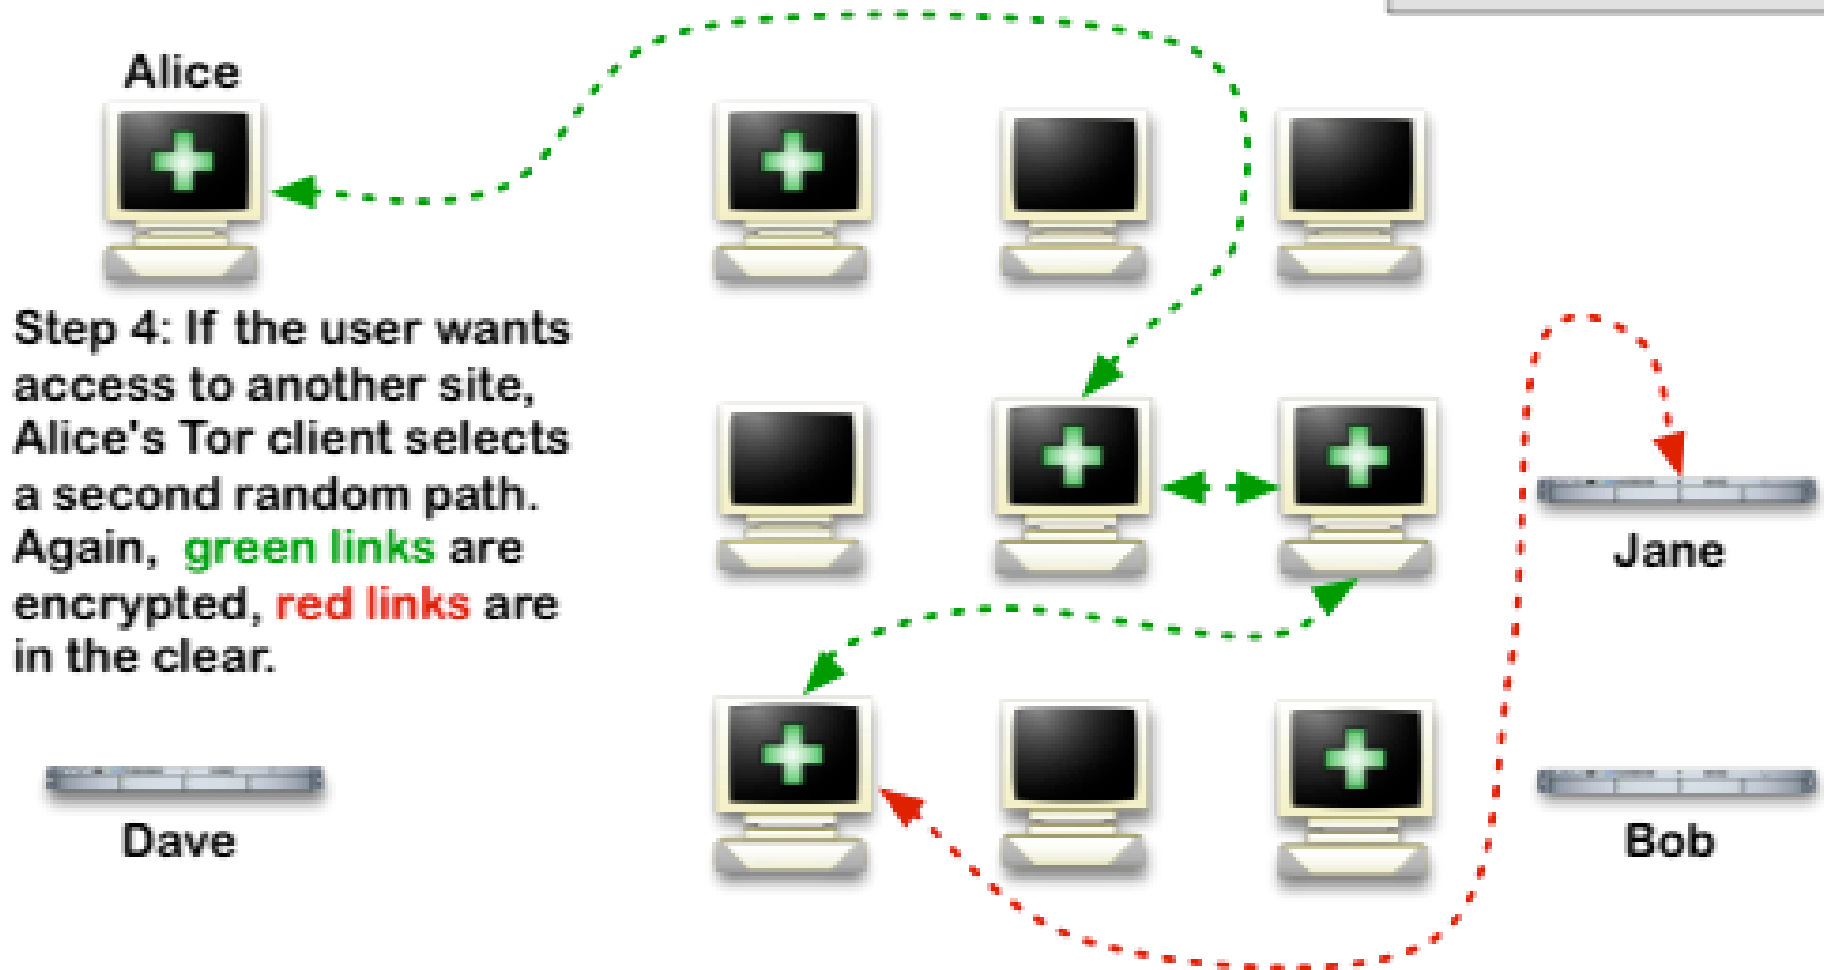 Alice
Step 4: If the user wants
access to another site,
Alice's Tor client selects
a second random path.
Again, green links are
encrypted, red links are
in the clear.
Jane
Dave
Bob